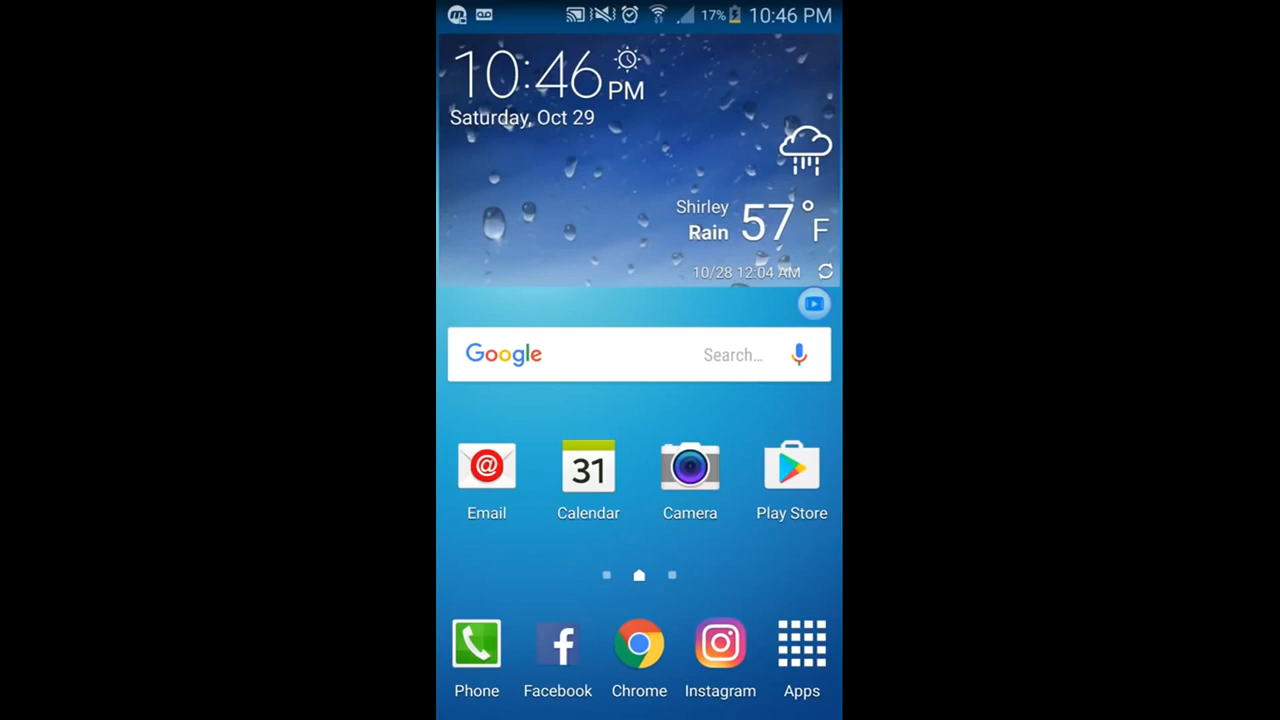 17% 10:46 PM
10:46 PM
Saturday, Oct 29
Shirley
Rain
57°F
10/28 12:04 AM
Google Search...
@ 31
Email Calendar Camera Play Store
f
Phone Facebook Chrome Instagram Apps